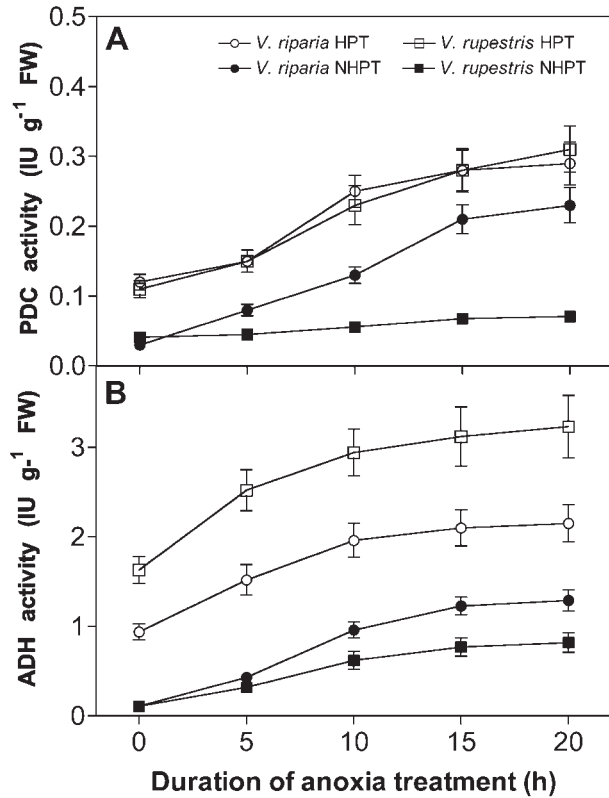 A
V. riparia HPT
V. rupestris HPT
V. riparia NHPT
V. rupestris NHPT
PDC activity (IU g-1 FW)
0.5
0.4
0.3
0.2
0.1
0.0
B
ADH activity (IU g- FW)
3
2
1
0
0 5 10 15 20
Duration of anoxia treatment (h)